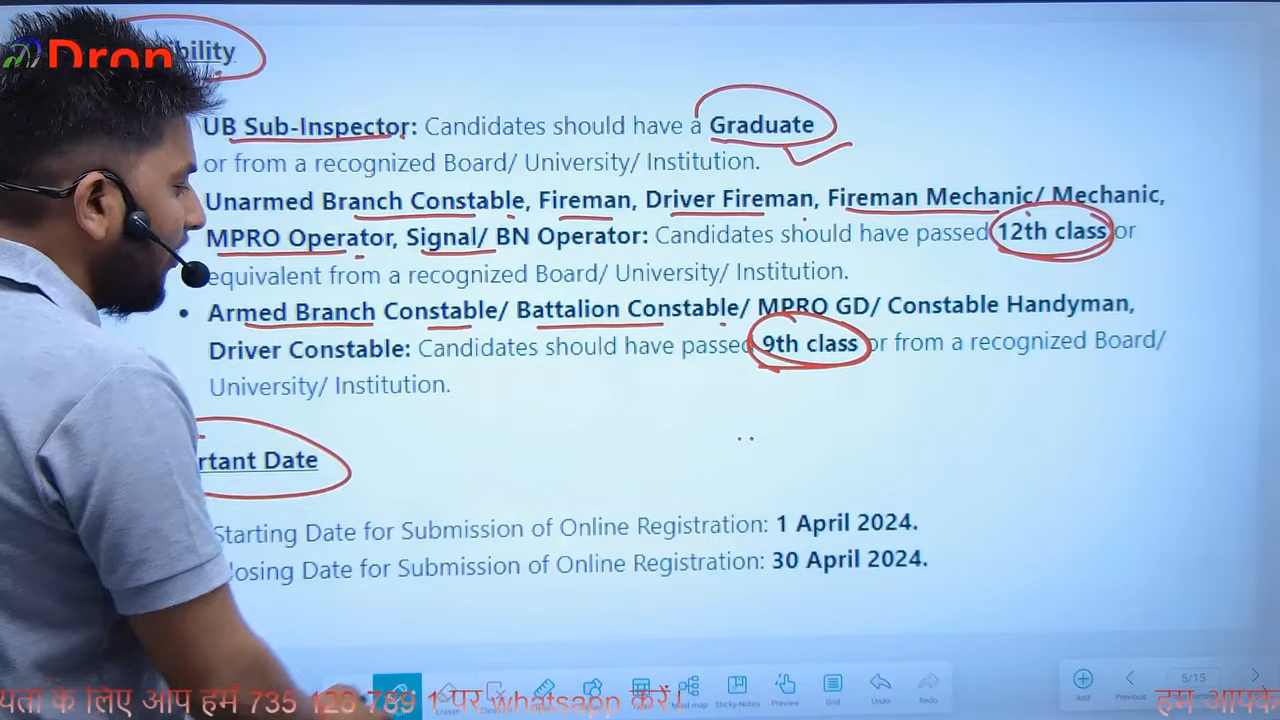 Dron
ibility
UB Sub-Inspector: Candidates should have a Graduate
or from a recognized Board/ University/ Institution.
Unarmed Branch Constable, Fireman, Driver Fireman, Fireman Mechanic/ Mechanic,
MPRO Operator, Signal/ BN Operator: Candidates should have passed 12th class or
equivalent from a recognized Board/ University/ Institution.
• Armed Branch Constable/ Battalion Constable/ MPRO GD/ Constable Handyman,
Driver Constable: Candidates should have passed 9th class or from a recognized Board/
University/ Institution.
rtant Date
Starting Date for Submission of Online Registration: 1 April 2024.
losing Date for Submission of Online Registration: 30 April 2024.
5/15
Eraser Mind map Sticky-Notes Preview Grid Undo Redo Add Previous
यता के लिए आप हमें 735 128 789 1 पर whatsapp करें! हम आपके